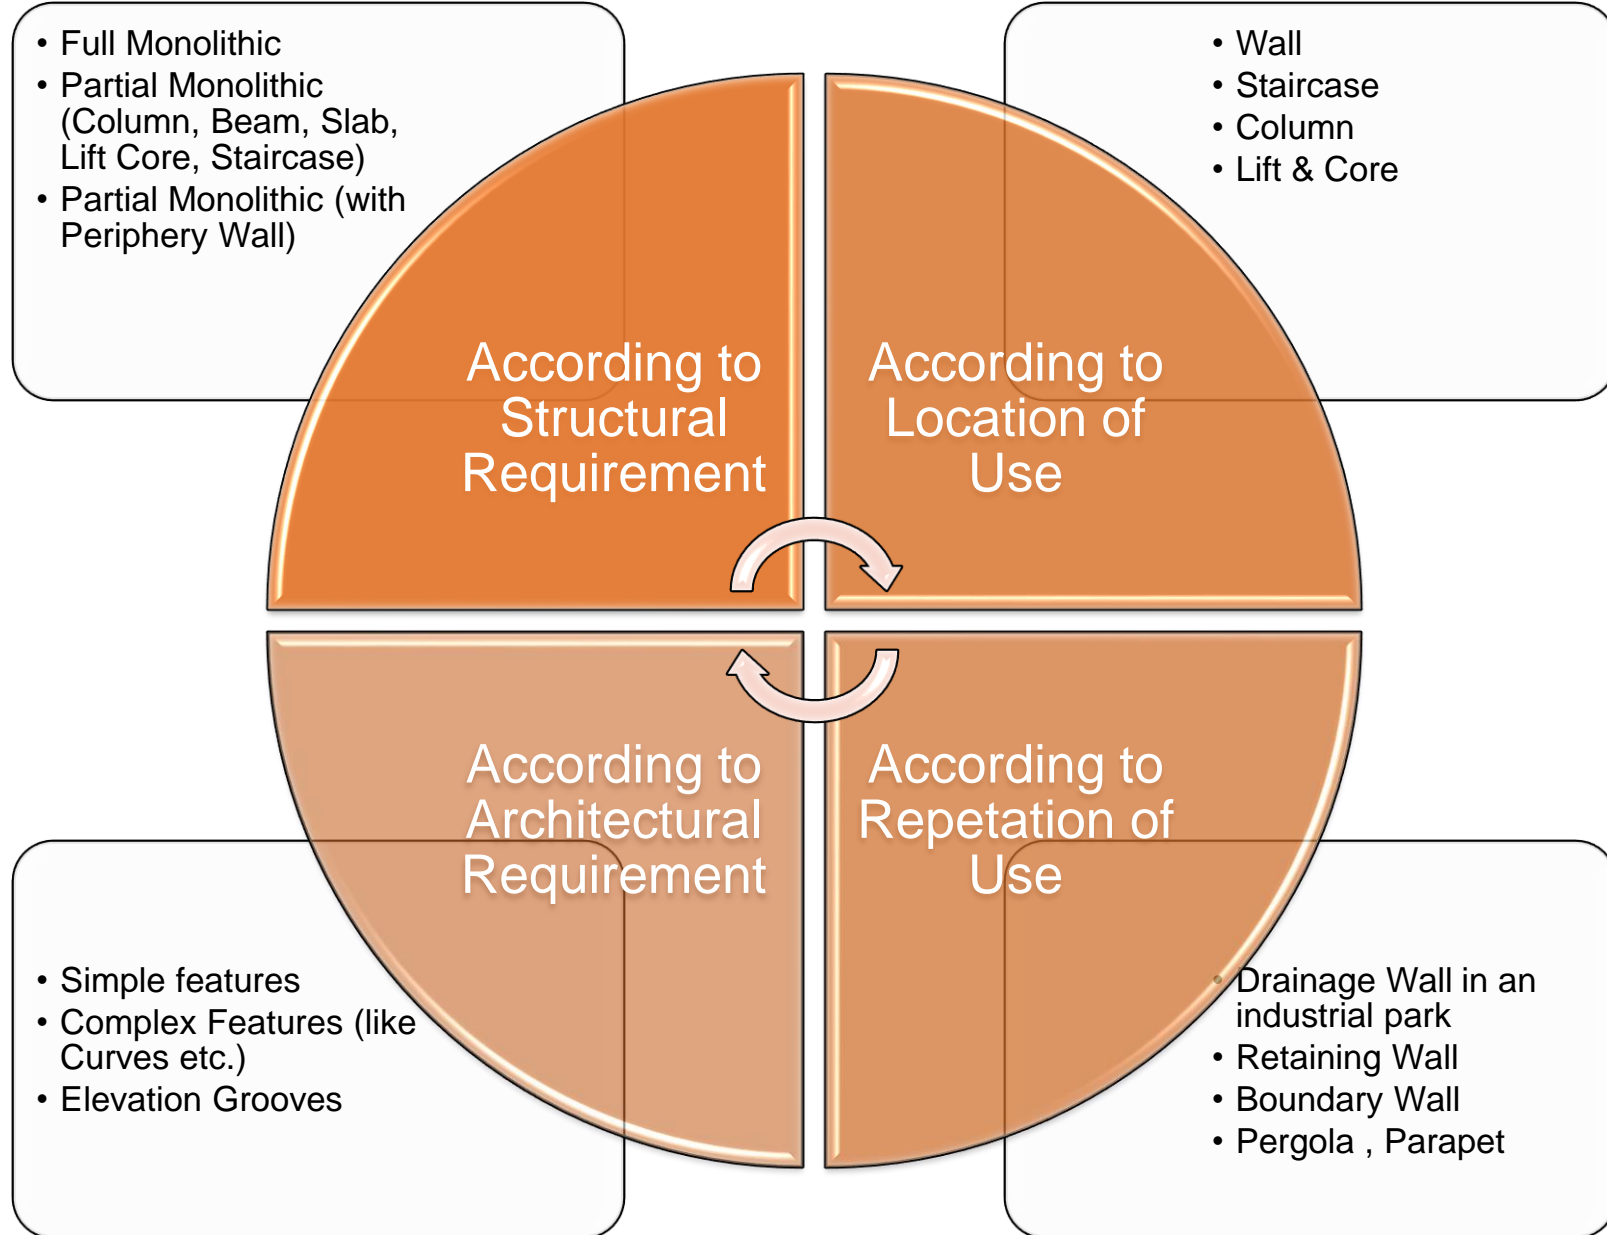 • Full Monolithic
• Partial Monolithic
(Column, Beam, Slab,
Lift Core, Staircase)
• Partial Monolithic (with
Periphery Wall)
• Wall
• Staircase
• Column
• Lift & Core
According to
Structural
Requirement
According to
Location of
Use
According to
Architectural
Requirement
According to
Repetation of
Use
• Simple features
• Complex Features (like
Curves etc.)
• Elevation Grooves
• Drainage Wall in an
industrial park
• Retaining Wall
• Boundary Wall
• Pergola , Parapet